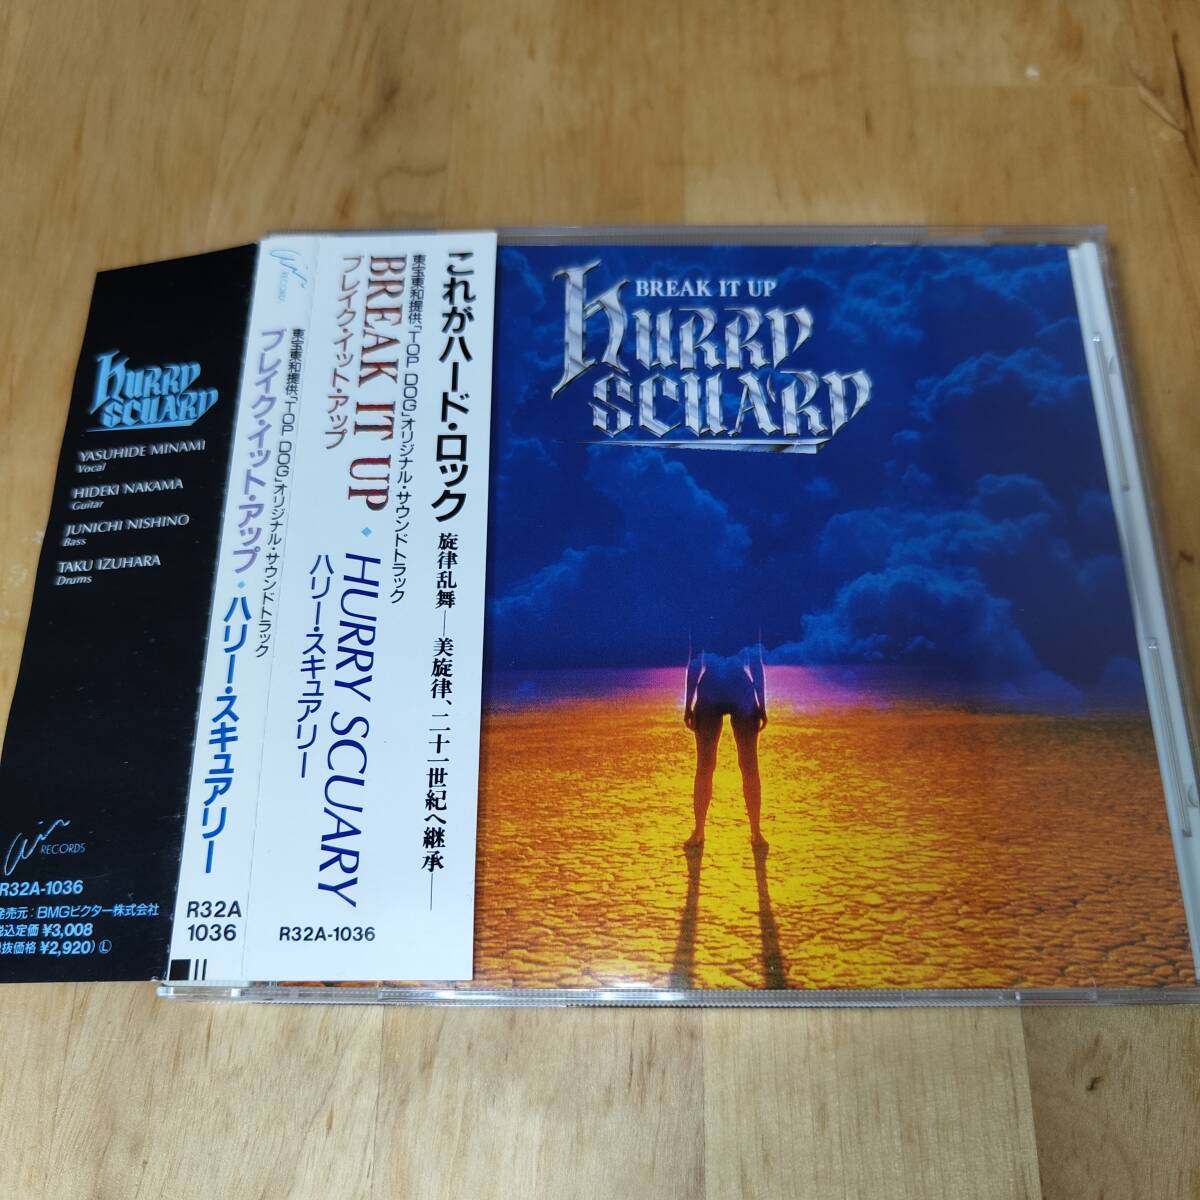 HURRY
SCUARY
YASUHIDE MINAMI
Vocal
HIDEKI NAKAMA
Guitar
JUNICHI NISHINO
Bass
TAKU IZUHARA
Drums
Air
RECORDS
R32A-1036
発売元：BMGビクター株式会社
税込定価 ¥3,008
税抜価格 ¥2,920) Ⓛ
Air
RECORDS
東宝東和提供「TOP DOG」オリジナル・サウンドトラック
ブレイク・イット・アップ◆ハリー・スキュアリー
R32A
1036
これがハード・ロック
旋律乱舞――美旋律、二十一世紀へ継承――
東宝東和提供「TOP DOG」オリジナル・サウンドトラック
BREAK IT UP◆HURRY SCUARY
ブレイク・イット・アップ
ハリー・スキュアリー
R32A-1036
BREAK IT UP
HURRY
SCUARY